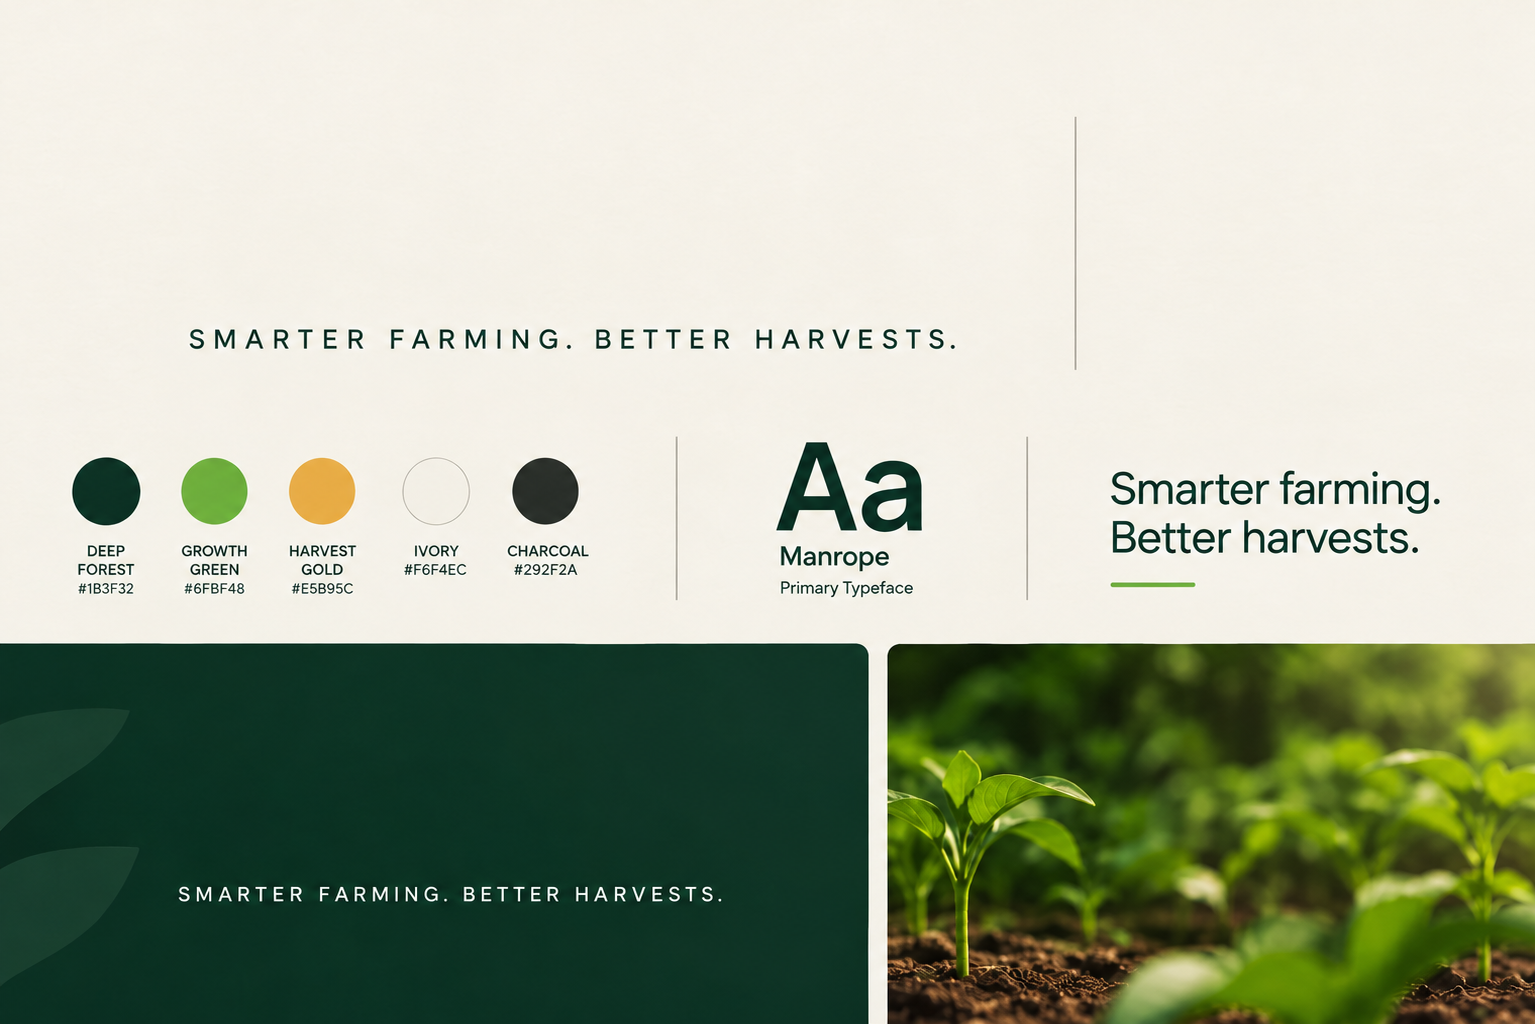 SMARTER FARMING. BETTER HARVESTS.
DEEP
FOREST
#1B3F32
GROWTH
GREEN
#6FBF48
HARVEST
GOLD
#E5B95C
IVORY
#F6F4EC
CHARCOAL
#292F2A
Aa
Manrope
Primary Typeface
Smarter farming.
Better harvests.
SMARTER FARMING. BETTER HARVESTS.